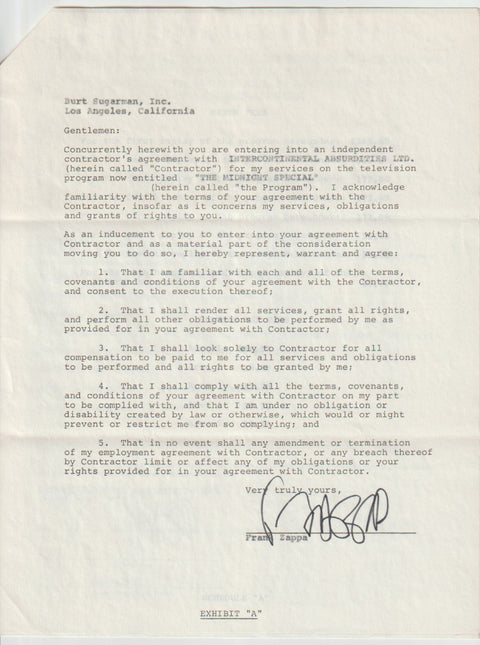 Burt Sugarman, Inc.
Los Angeles, California
Gentlemen:
Concurrently herewith you are entering into an independent
contractor's agreement with INTERCONTINENTAL ABSURDITIES LTD.
(herein called "Contractor") for my services on the television
program now entitled "THE MIDNIGHT SPECIAL"
(herein called "the Program"). I acknowledge
familiarity with the terms of your agreement with the
Contractor, insofar as it concerns my services, obligations
and grants of rights to you.
As an inducement to you to enter into your agreement with
Contractor and as a material part of the consideration
moving you to do so, I hereby represent, warrant and agree:
1. That I am familiar with each and all of the terms,
covenants and conditions of your agreement with the Contractor,
and consent to the execution thereof;
2. That I shall render all services, grant all rights,
and perform all other obligations to be performed by me as
provided for in your agreement with Contractor;
3. That I shall look solely to Contractor for all
compensation to be paid to me for all services and obligations
to be performed and all rights to be granted by me;
4. That I shall comply with all the terms, covenants,
and conditions of your agreement with Contractor on my part
to be complied with, and that I am under no obligation or
disability created by law or otherwise, which would or might
prevent or restrict me from so complying; and
5. That in no event shall any amendment or termination
of my employment agreement with Contractor, or any breach thereof
by Contractor limit or affect any of my obligations or your
rights provided for in your agreement with Contractor.
Very truly yours,
Frank Zappa
EXHIBIT "A"